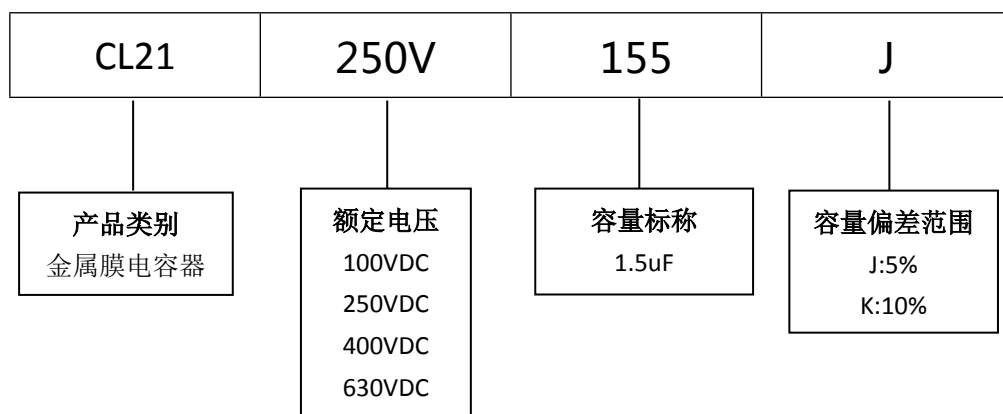 CL21 250V 155 J
产品类别
金属膜电容器
额定电压
100VDC
250VDC
400VDC
630VDC
容量标称
1.5uF
容量偏差范围
J:5%
K:10%